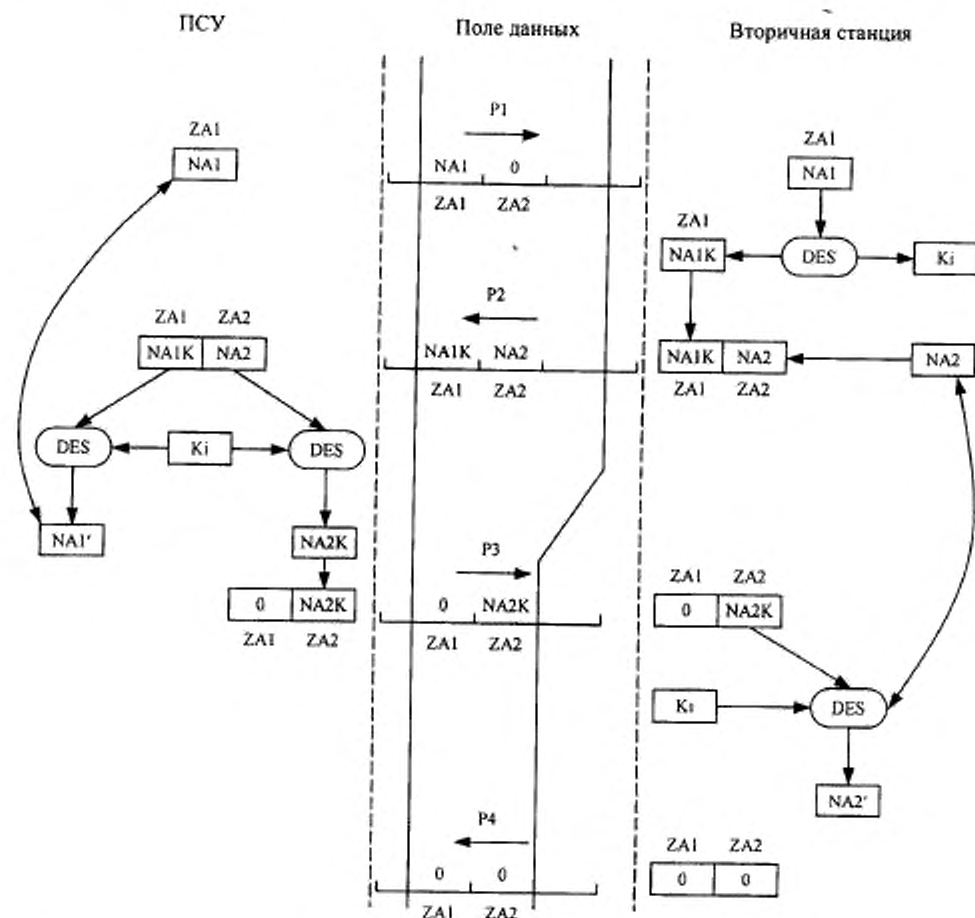 ПСУ
Поле данных
Вторичная станция
P1
ZA1
NA1
NA1 0
ZA1 ZA2
ZA1
NA1
ZA1
NA1K
DES
Ki
P2
ZA1 ZA2
NA1K NA2
NA1K NA2
ZA1 ZA2
NA1K NA2
ZA1 ZA2
NA2
DES
Ki
DES
NA1'
NA2K
P3
0 NA2K
ZA1 ZA2
0 NA2K
ZA1 ZA2
ZA1 ZA2
0 NA2K
Ki
DES
NA2'
P4
0 0
ZA1 ZA2
ZA1 ZA2
0 0